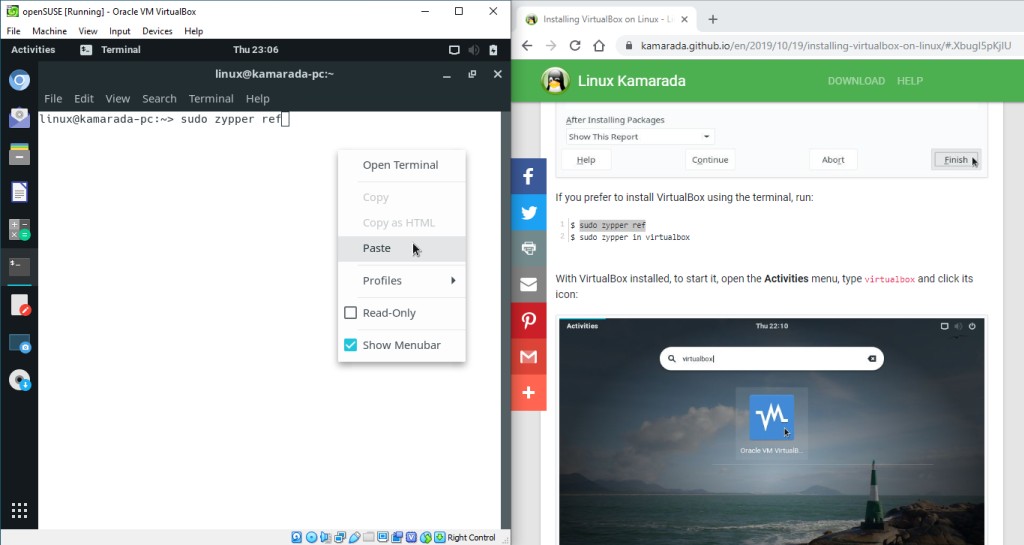 openSUSE [Running] - Oracle VM VirtualBox
File Machine View Input Devices Help
Activities Terminal Thu 23:06
linux@kamarada-pc:~
File Edit View Search Terminal Help
linux@kamarada-pc:~> sudo zypper ref
Open Terminal
Copy
Copy as HTML
Paste
Profiles
Read-Only
Show Menubar
Right Control
Installing VirtualBox on Linux - L
kamarada.github.io/en/2019/10/19/installing-virtualbox-on-linux/#.XbugI5pKjIU
Linux Kamarada DOWNLOAD HELP
After Installing Packages
Show This Report
Help Continue Abort Finish
If you prefer to install VirtualBox using the terminal, run:
1 $ sudo zypper ref
2 $ sudo zypper in virtualbox
With VirtualBox installed, to start it, open the Activities menu, type virtualbox and click its
icon:
Activities Thu 22:10
virtualbox
Oracle VM VirtualB...